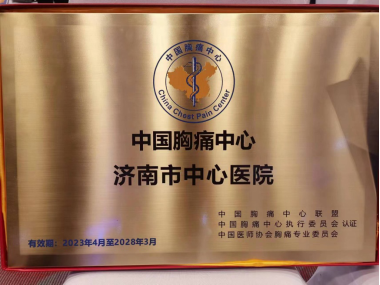 中国胸痛中心
China Chest Pain Center
中国胸痛中心
济南市中心医院
中国胸痛中心联盟
中国胸痛中心执行委员会认证
中国医师协会胸痛专业委员会
有效期：2023年4月至2028年3月